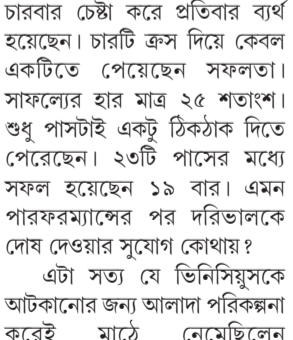 চারবার চেষ্টা করে প্রতিবার ব্যর্থ
হয়েছেন। চারটি ক্রস দিয়ে কেবল
একটিতে পেয়েছেন সফলতা।
সাফল্যের হার মাত্র ২৫ শতাংশ।
শুধু পাসটাই একটু ঠিকঠাক দিতে
পেরেছেন। ২৩টি পাসের মধ্যে
সফল হয়েছেন ১৯ বার। এমন
পারফরম্যান্সের পর দরিভালকে
দোষ দেওয়ার সুযোগ কোথায়?
এটা সত্য যে ভিনিসিয়ুসকে
আটকানোর জন্য আলাদা পরিকল্পনা
করেই মাঠে নেমেছিলেন